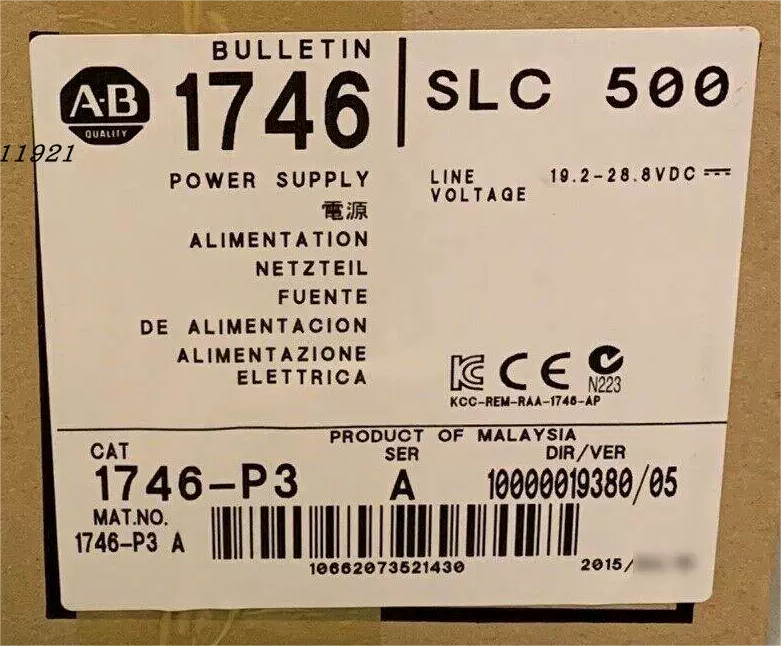 BULLETIN
1746
SLC 500
A-B
QUALITY
11921
POWER SUPPLY
LINE VOLTAGE 19.2-28.8VDC
電源
ALIMENTATION
NETZTEIL
FUENTE
DE ALIMENTACION
ALIMENTAZIONE
ELETTRICA
KC CE N223
KCC-REM-RAA-1746-AP
PRODUCT OF MALAYSIA
CAT SER DIR/VER
1746-P3 A 10000019380/05
MAT.NO.
1746-P3 A
10662073521430 2015/